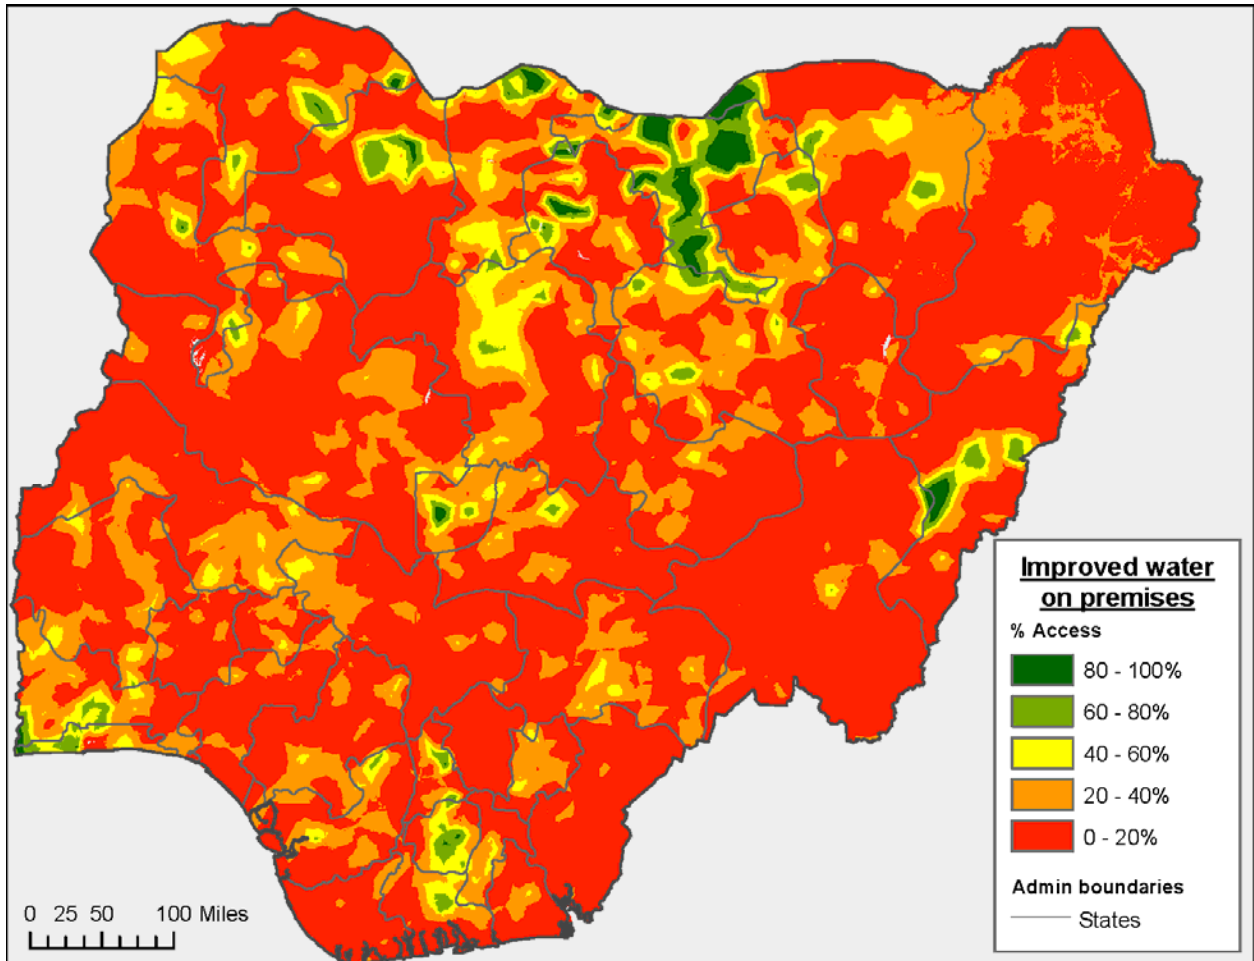 Improved water
on premises
% Access
80 - 100%
60 - 80%
40 - 60%
20 - 40%
0 - 20%
Admin boundaries
States
0 25 50 100 Miles